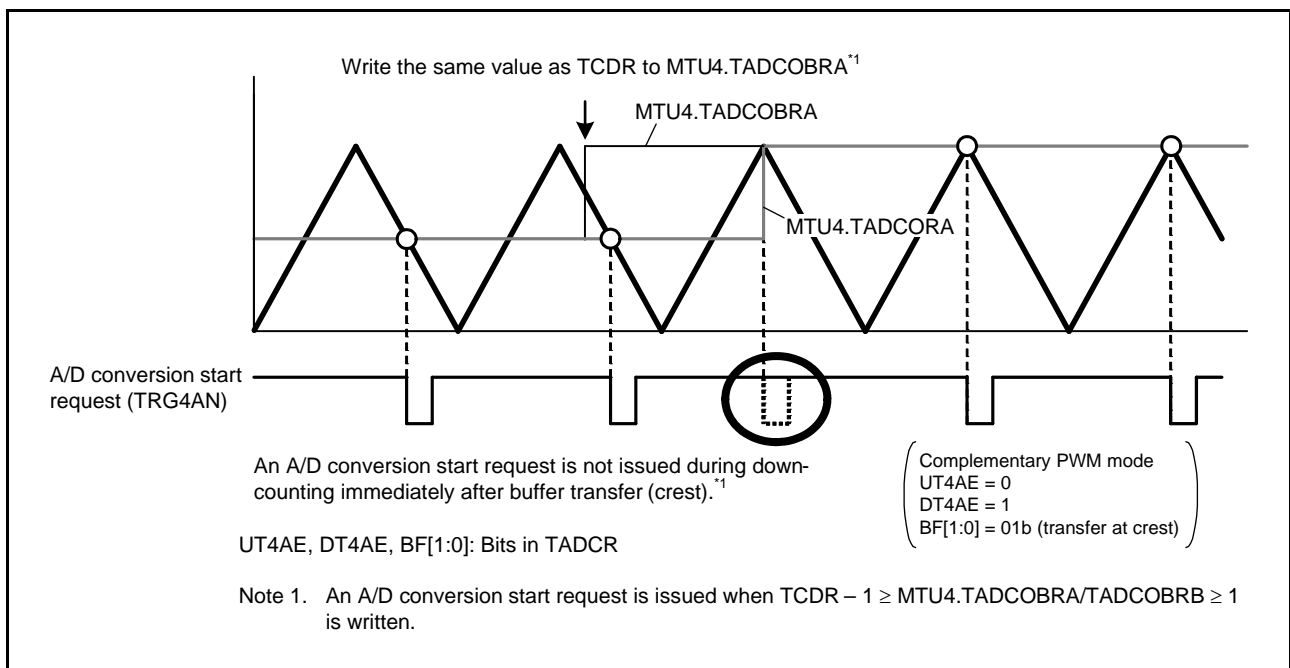 Write the same value as TCDR to MTU4.TADCOBRA*1
MTU4.TADCOBRA
MTU4.TADCORA
A/D conversion start
request (TRG4AN)
An A/D conversion start request is not issued during down-
counting immediately after buffer transfer (crest).*1
Complementary PWM mode
UT4AE = 0
DT4AE = 1
BF[1:0] = 01b (transfer at crest)
UT4AE, DT4AE, BF[1:0]: Bits in TADCR
Note 1. An A/D conversion start request is issued when TCDR – 1 ≥ MTU4.TADCOBRA/TADCOBRB ≥ 1
is written.